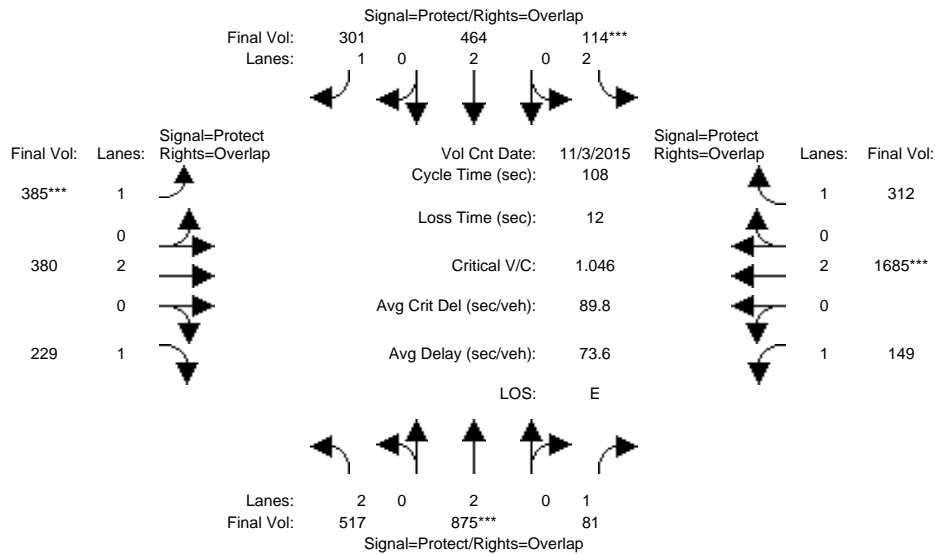 Signal=Protect/Rights=Overlap
Final Vol: 301 464 114***
Lanes: 1 0 2 0 2
Signal=Protect
Final Vol: Lanes: Rights=Overlap
Vol Cnt Date: 11/3/2015
Signal=Protect
Rights=Overlap Lanes: Final Vol:
Cycle Time (sec): 108
385*** 1
1 312
Loss Time (sec): 12
0
0
380 2
Critical V/C: 1.046
2 1685***
0
Avg Crit Del (sec/veh): 89.8
0
229 1
Avg Delay (sec/veh): 73.6
1 149
LOS: E
Lanes: 2 0 2 0 1
Final Vol: 517 875*** 81
Signal=Protect/Rights=Overlap